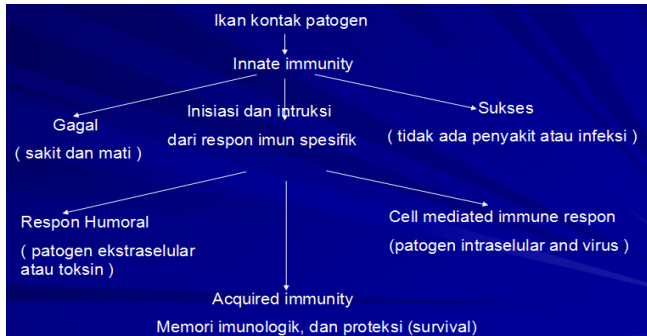 Ikan kontak patogen
Innate immunity
Gagal
( sakit dan mati )
Inisiasi dan intruksi
dari respon imun spesifik
Sukses
( tidak ada penyakit atau infeksi )
Respon Humoral
( patogen ekstraselular
atau toksin )
Cell mediated immune respon
(patogen intraselular and virus )
Acquired immunity
Memori imunologik, dan proteksi (survival)